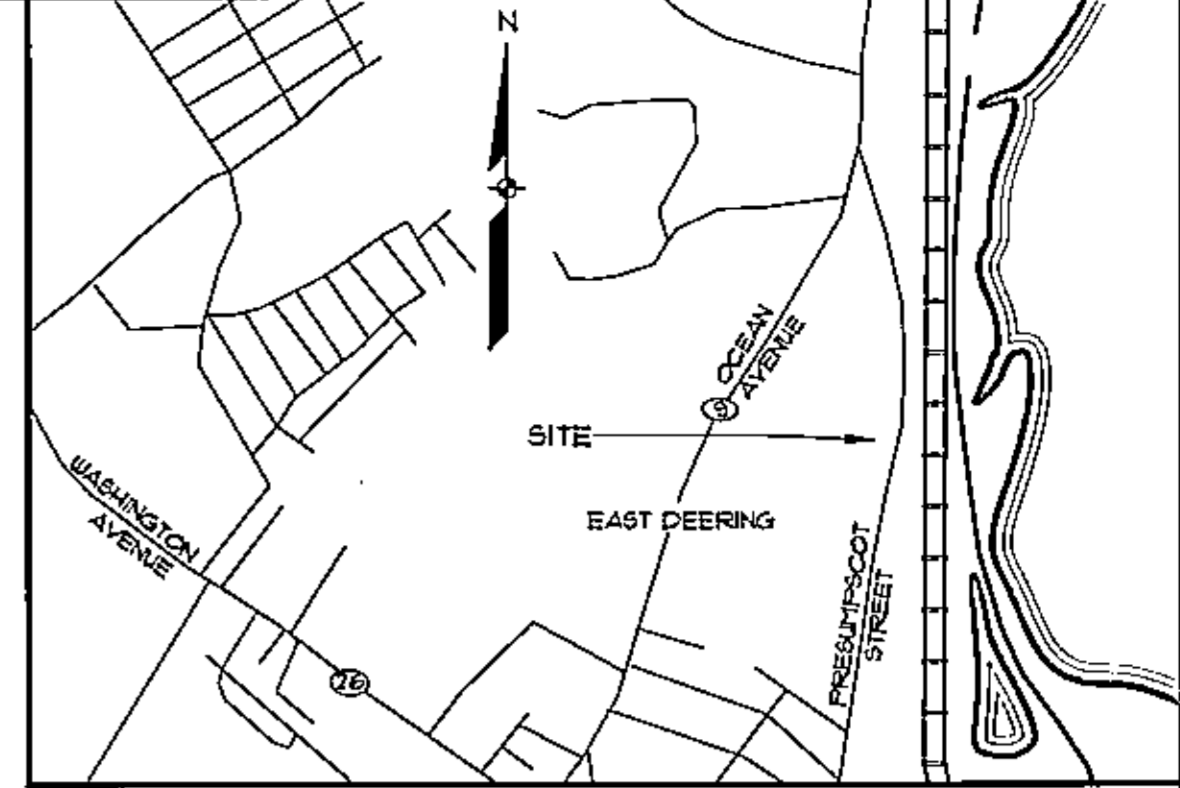 N
OCEAN
AVENUE
9
SITE
WASHINGTON
AVENUE
EAST DEERING
PRESUMPSCOT
STREET
26